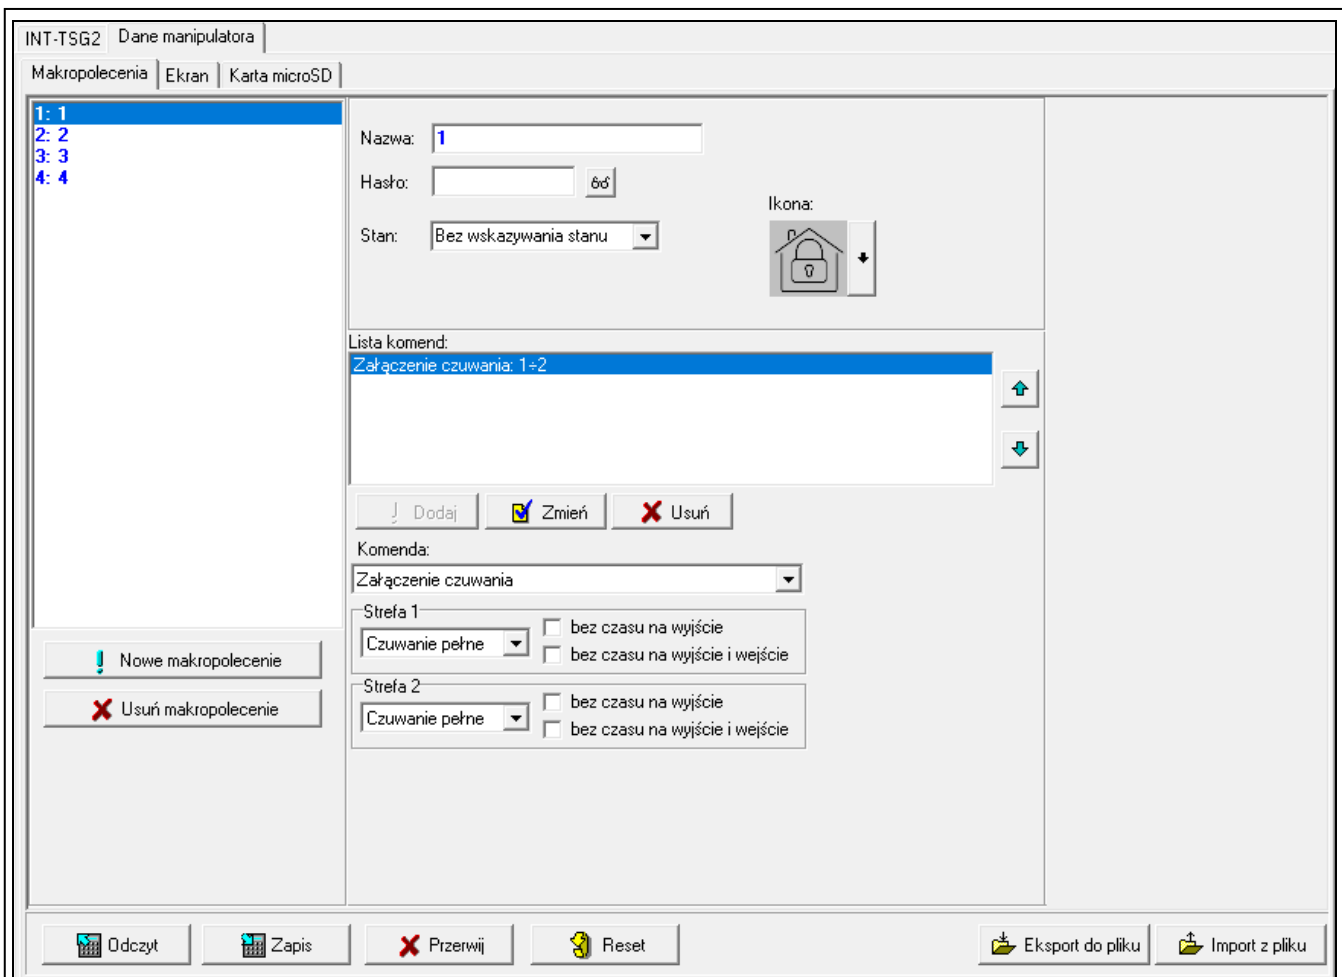 INT-TSG2 Dane manipulatora
Makropolecenia Ekran Karta microSD
1: 1
2: 2
3: 3
4: 4
Nazwa: 1
Hasło:
Stan: Bez wskazywania stanu
Ikona:
Lista komend:
Załączenie czuwania: 1÷2
Dodaj Zmień Usuń
Komenda:
Załączenie czuwania
Strefa 1
Czuwanie pełne
bez czasu na wyjście
bez czasu na wyjście i wejście
Strefa 2
Czuwanie pełne
bez czasu na wyjście
bez czasu na wyjście i wejście
Nowe makropolecenie
Usuń makropolecenie
Odczyt Zapis Przerwij Reset Eksport do pliku Import z pliku